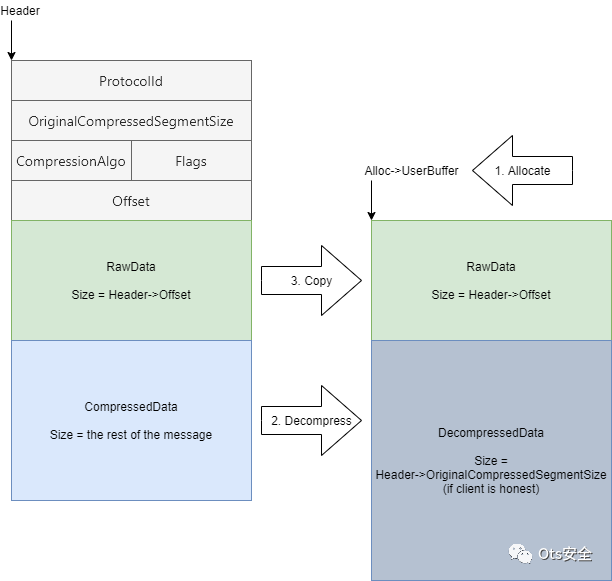 Header
ProtocolId
OriginalCompressedSegmentSize
CompressionAlgo
Flags
Offset
RawData
Size = Header->Offset
CompressedData
Size = the rest of the message
3. Copy
2. Decompress
1. Allocate
Alloc->UserBuffer
RawData
Size = Header->Offset
DecompressedData
Size =
Header->OriginalCompressedSegmentSize
(if client is honest)
Ots安全